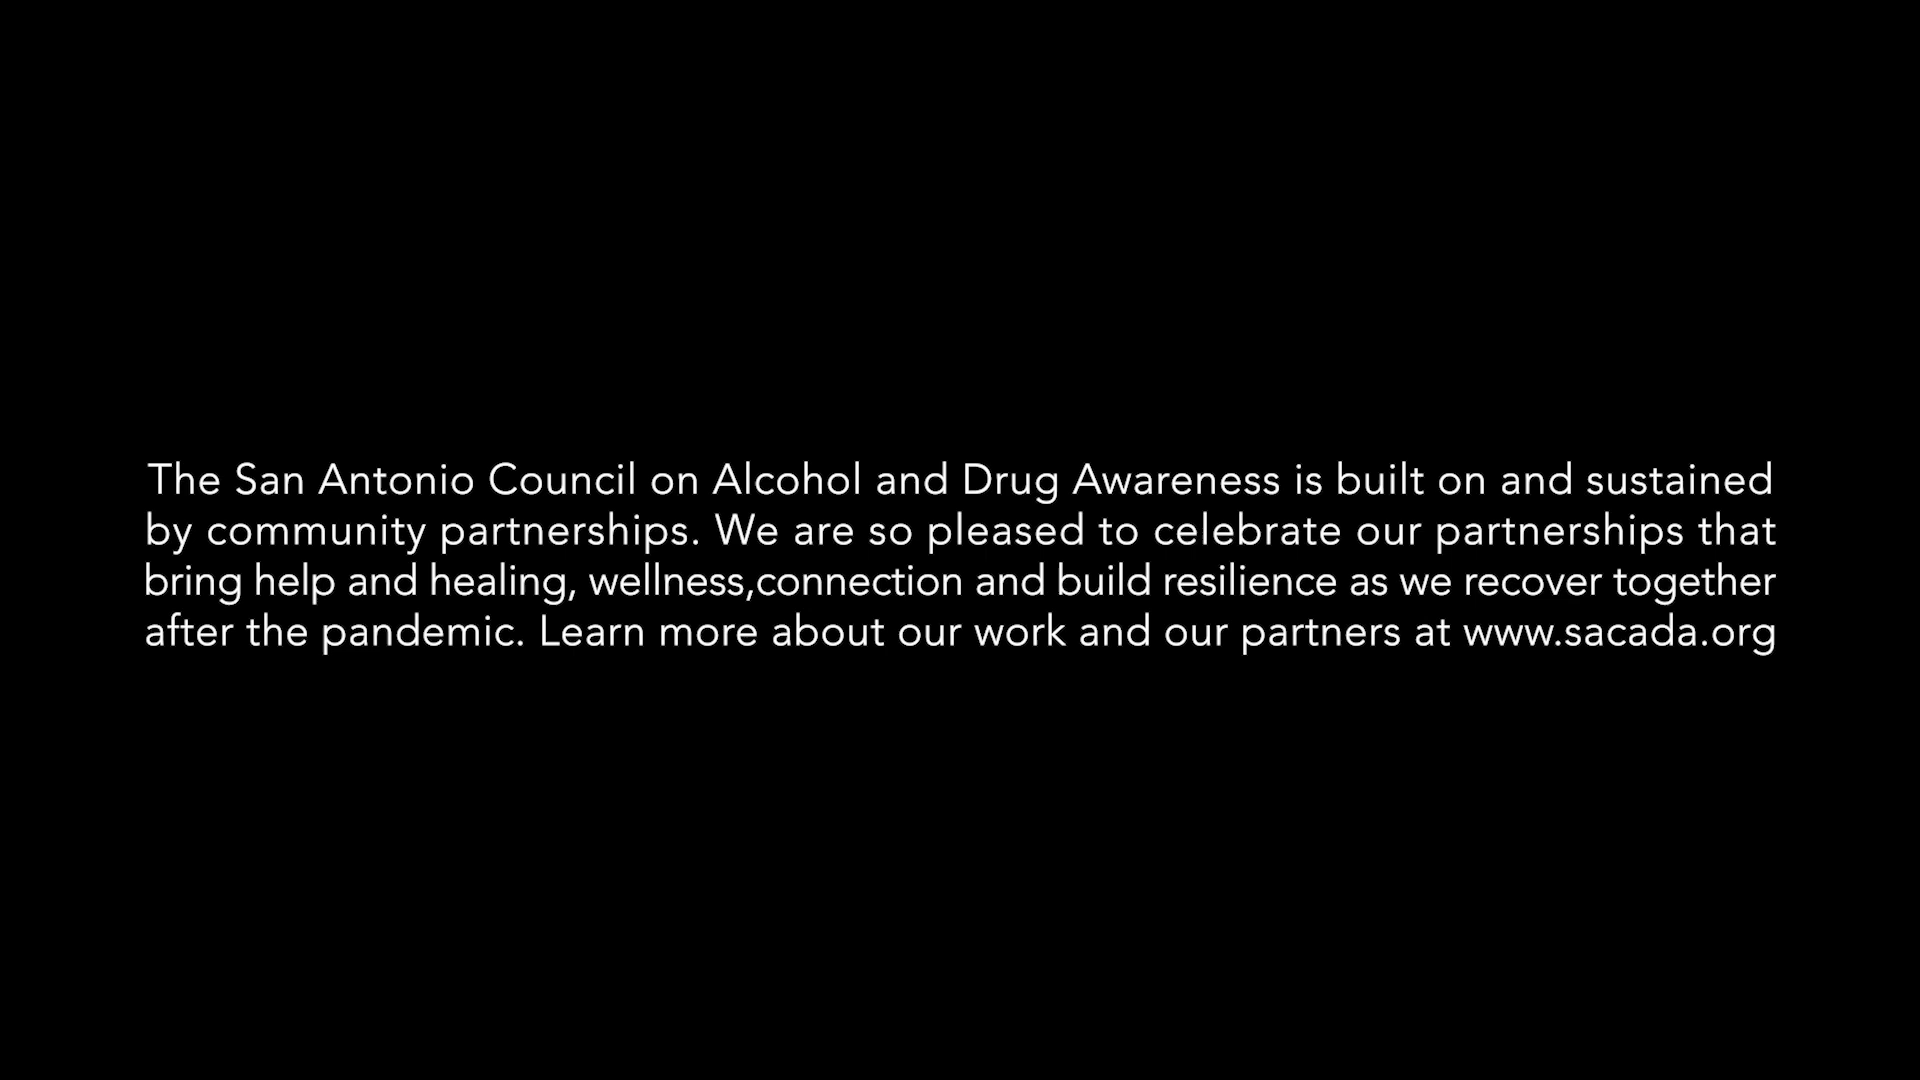 The San Antonio Council on Alcohol and Drug Awareness is built on and sustained
by community partnerships. We are so pleased to celebrate our partnerships that
bring help and healing, wellness,connection and build resilience as we recover together
after the pandemic. Learn more about our work and our partners at www.sacada.org